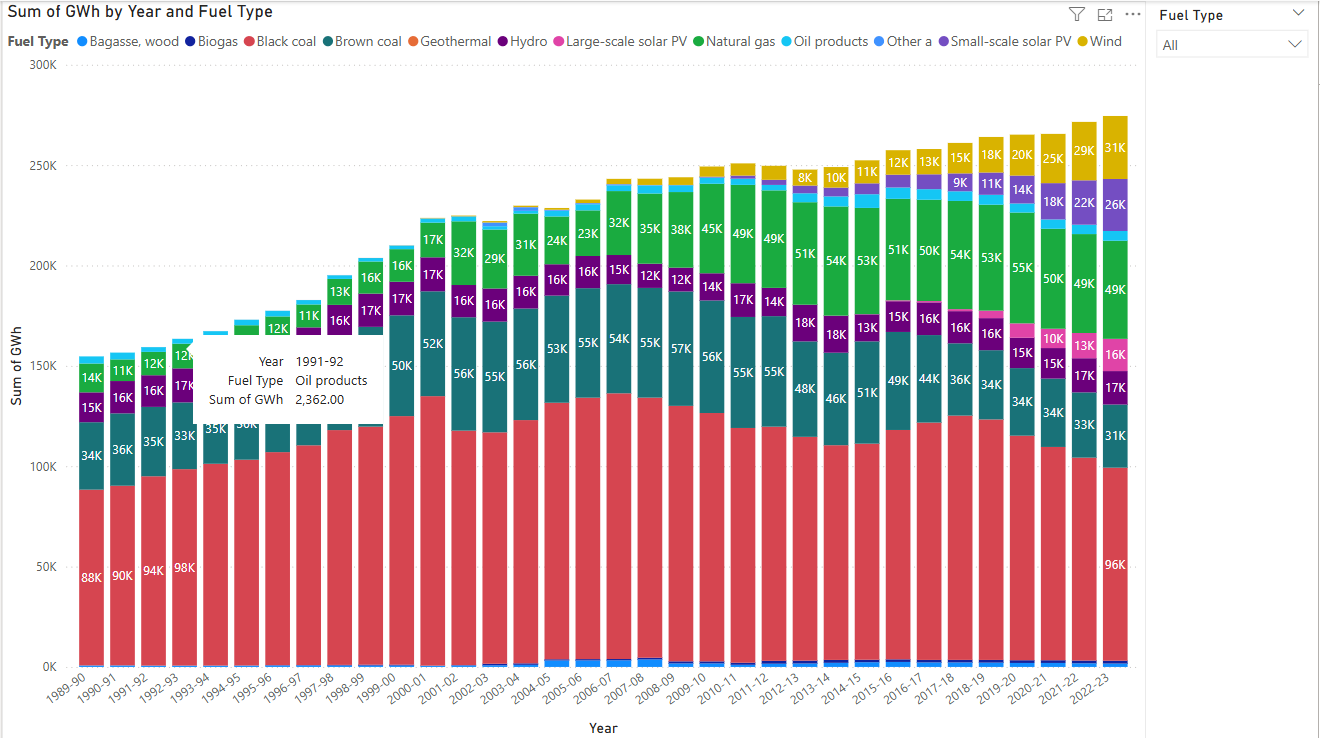 Sum of GWh by Year and Fuel Type
Fuel Type
All
Fuel Type Bagasse, wood Biogas Black coal Brown coal Geothermal Hydro Large-scale solar PV Natural gas Oil products Other a Small-scale solar PV Wind
Sum of GWh
300K
250K
200K
150K
100K
50K
0K
14K 15K 34K 88K
11K 16K 36K 90K
12K 16K 35K 94K
12K 17K 33K 98K
35K
12K
11K
13K 16K
16K 17K
16K 17K 50K
17K 17K 52K
32K 16K 56K
29K 16K 55K
31K 16K 56K
24K 16K 53K
23K 16K 55K
32K 15K 54K
35K 12K 55K
38K 12K 57K
45K 14K 56K
49K 17K 55K
49K 14K 55K
8K 51K 18K 48K
10K 54K 18K 46K
11K 53K 13K 51K
12K 51K 15K 49K
13K 50K 16K 44K
15K 9K 54K 16K 36K
18K 11K 53K 16K 34K
20K 14K 55K 15K 34K
25K 18K 50K 10K 15K 34K
29K 22K 49K 13K 17K 33K
31K 26K 49K 16K 17K 31K 96K
Year 1991-92
Fuel Type Oil products
Sum of GWh 2,362.00
1989-90
1990-91
1991-92
1992-93
1993-94
1994-95
1995-96
1996-97
1997-98
1998-99
1999-00
2000-01
2001-02
2002-03
2003-04
2004-05
2005-06
2006-07
2007-08
2008-09
2009-10
2010-11
2011-12
2012-13
2013-14
2014-15
2015-16
2016-17
2017-18
2018-19
2019-20
2020-21
2021-22
2022-23
Year